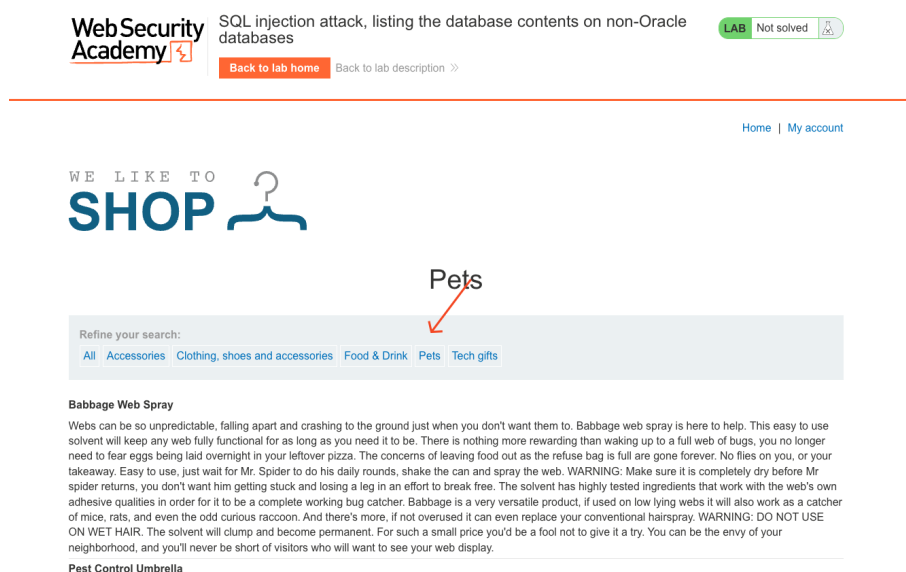 Web Security
Academy
SQL injection attack, listing the database contents on non-Oracle
databases
LAB Not solved
Back to lab home Back to lab description
Home | My account
WE LIKE TO
SHOP
Pets
Refine your search:
All Accessories Clothing, shoes and accessories Food & Drink Pets Tech gifts
Babbage Web Spray
Webs can be so unpredictable, falling apart and crashing to the ground just when you don't want them to. Babbage web spray is here to help. This easy to use
solvent will keep any web fully functional for as long as you need it to be. There is nothing more rewarding than waking up to a full web of bugs, you no longer
need to fear eggs being laid overnight in your leftover pizza. The concerns of leaving food out as the refuse bag is full are gone forever. No flies on you, or your
takeaway. Easy to use, just wait for Mr. Spider to do his daily rounds, shake the can and spray the web. WARNING: Make sure it is completely dry before Mr
spider returns, you don't want him getting stuck and losing a leg in an effort to break free. The solvent has highly tested ingredients that work with the web's own
adhesive qualities in order for it to be a complete working bug catcher. Babbage is a very versatile product, if used on low lying webs it will also work as a catcher
of mice, rats, and even the odd curious raccoon. And there's more, if not overused it can even replace your conventional hairspray. WARNING: DO NOT USE
ON WET HAIR. The solvent will clump and become permanent. For such a small price you'd be a fool not to give it a try. You can be the envy of your
neighborhood, and you'll never be short of visitors who will want to see your web display.
Pest Control Umbrella